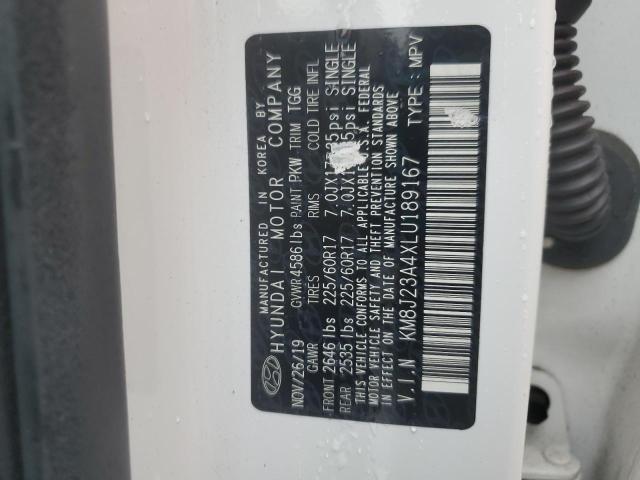 MANUFACTURED IN KOREA BY
HYUNDAI MOTOR COMPANY
NOV/26/19 GVWR 4586 lbs PAINT PKW TRIM TGG
GAWR TIRES RIMS COLD TIRE INFL
FRONT 2646 lbs 225/60R17 7.0JX17 35psi SINGLE
REAR 2535 lbs 225/60R17 7.0JX17 35psi SINGLE
THIS VEHICLE CONFORMS TO ALL APPLICABLE U.S.A. FEDERAL
MOTOR VEHICLE SAFETY AND THEFT PREVENTION STANDARDS
IN EFFECT ON THE DATE OF MANUFACTURE SHOWN ABOVE
V.I.N KM8J23A4XLU189167 TYPE : MPV